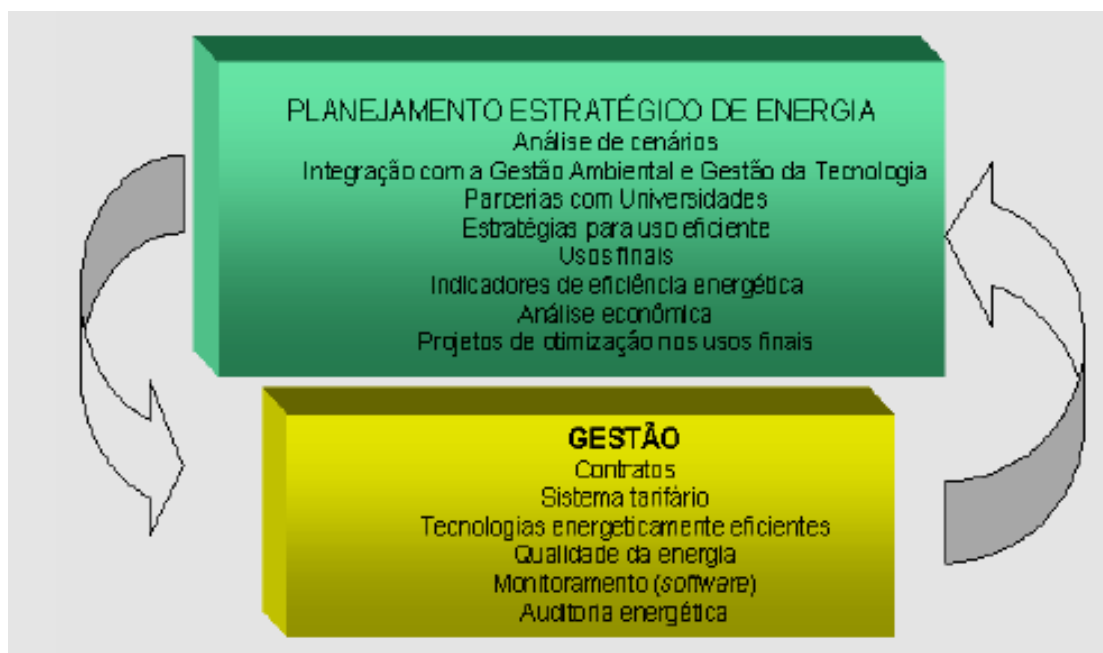 PLANEJAMENTO ESTRATÉGICO DE ENERGIA
Análise de cenários
Integração com a Gestão Ambiental e Gestão da Tecnologia
Parcerias com Universidades
Estratégias para uso eficiente
Usos finais
Indicadores de eficiência energética
Análise econômica
Projetos de otimização nos usos finais
GESTÃO
Contratos
Sistema tarifário
Tecnologias energeticamente eficientes
Qualidade da energia
Monitoramento (software)
Auditoria energética